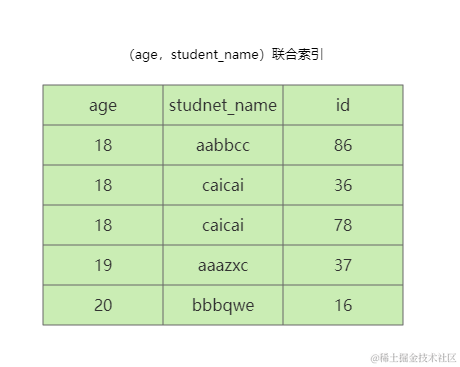 （age，student_name）联合索引
age studnet_name id
18 aabbcc 86
18 caicai 36
18 caicai 78
19 aaazxc 37
20 bbbqwe 16
@稀土掘金技术社区